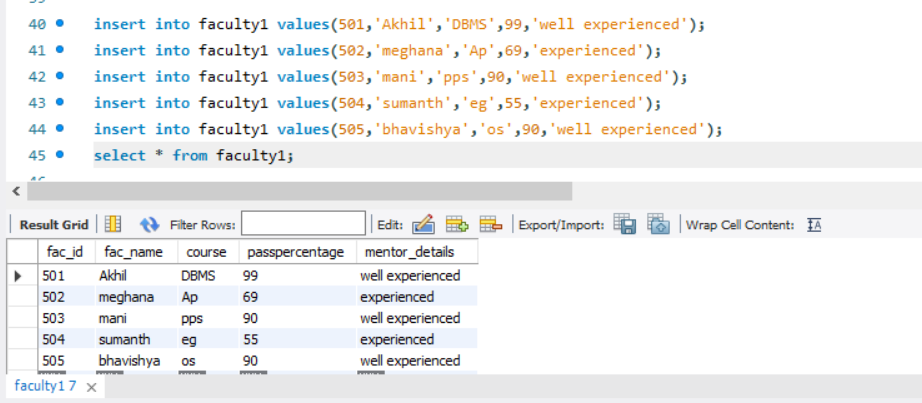 40 insert into faculty1 values(501,'Akhil','DBMS',99,'well experienced');
41 insert into faculty1 values(502,'meghana','Ap',69,'experienced');
42 insert into faculty1 values(503,'mani','pps',90,'well experienced');
43 insert into faculty1 values(504,'sumanth','eg',55,'experienced');
44 insert into faculty1 values(505,'bhavishya','os',90,'well experienced');
45 select * from faculty1;
Result Grid Filter Rows: Edit: Export/Import: Wrap Cell Content: IA
fac_id fac_name course passpercentage mentor_details
501 Akhil DBMS 99 well experienced
502 meghana Ap 69 experienced
503 mani pps 90 well experienced
504 sumanth eg 55 experienced
505 bhavishya os 90 well experienced
faculty1 7